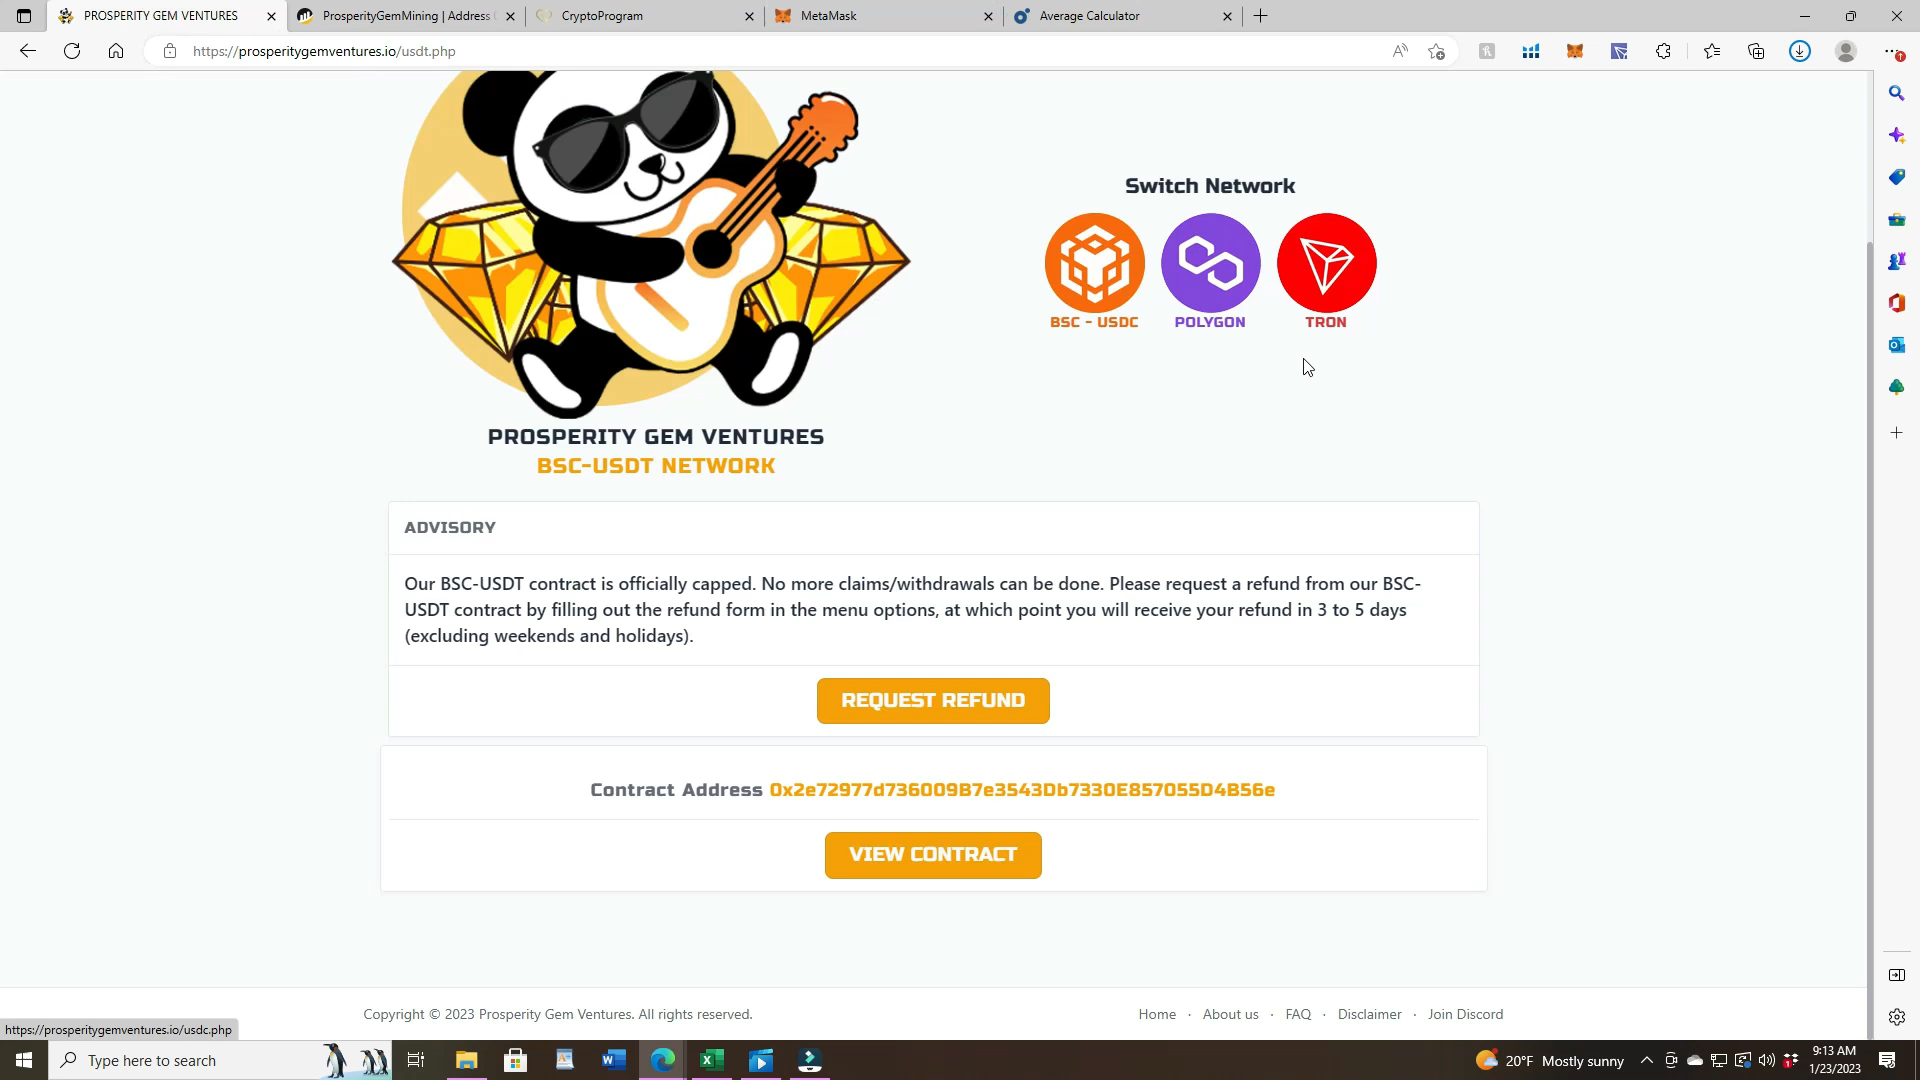 PROSPERITY GEM VENTURES
ProsperityGemMining | Address
CryptoProgram
MetaMask
Average Calculator
https://prosperitygemventures.io/usdt.php
Switch Network
BSC - USDC
POLYGON
TRON
PROSPERITY GEM VENTURES
BSC-USDT NETWORK
ADVISORY
Our BSC-USDT contract is officially capped. No more claims/withdrawals can be done. Please request a refund from our BSC-
USDT contract by filling out the refund form in the menu options, at which point you will receive your refund in 3 to 5 days
(excluding weekends and holidays).
REQUEST REFUND
Contract Address 0x2e72977d736009B7e3543Db7330E857055D4B56e
VIEW CONTRACT
Copyright © 2023 Prosperity Gem Ventures. All rights reserved.
Home · About us · FAQ · Disclaimer · Join Discord
https://prosperitygemventures.io/usdc.php
Type here to search
20°F Mostly sunny
9:13 AM
1/23/2023